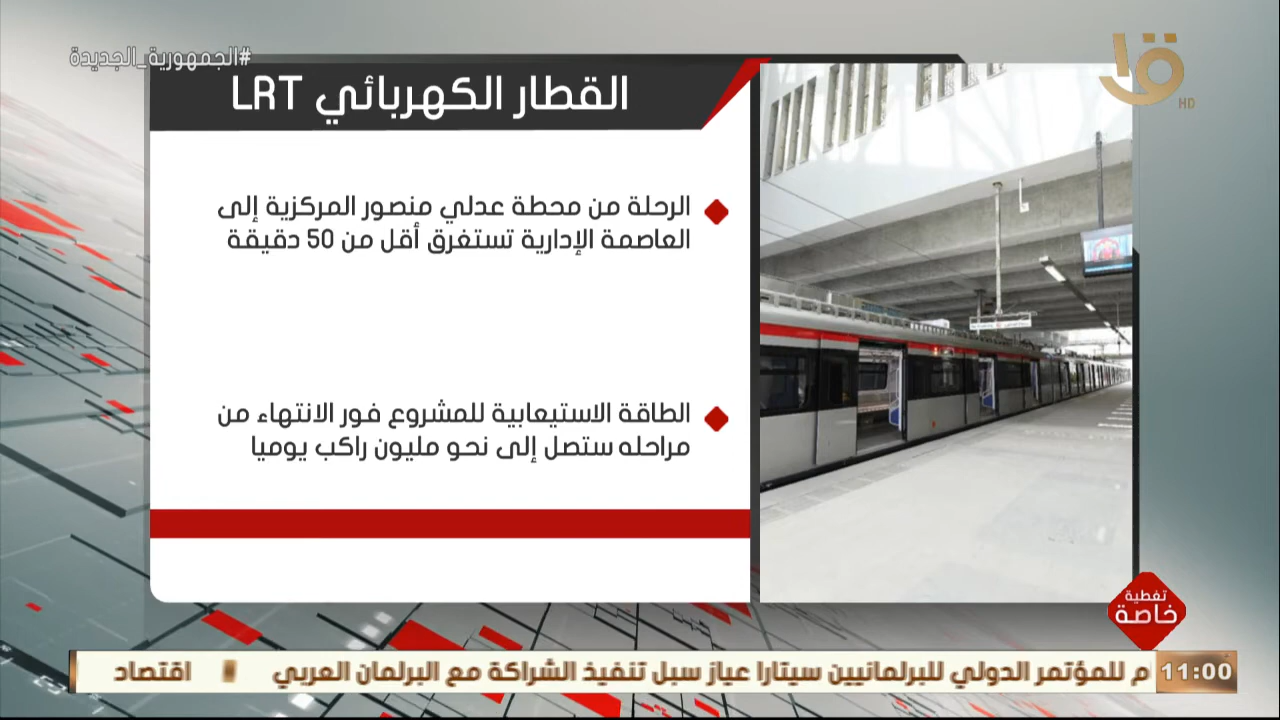 #الجمهورية_الجديدة
HD
القطار الكهربائي LRT
الرحلة من محطة عدلي منصور المركزية إلى
العاصمة الإدارية تستغرق أقل من 50 دقيقة
الطاقة الاستيعابية للمشروع فور الانتهاء من
مراحله ستصل إلى نحو مليون راكب يوميا
تغطية
خاصة
11:00
م للمؤتمر الدولي للبرلمانيين سيتارا عياز سبل تنفيذ الشراكة مع البرلمان العربي
اقتصاد